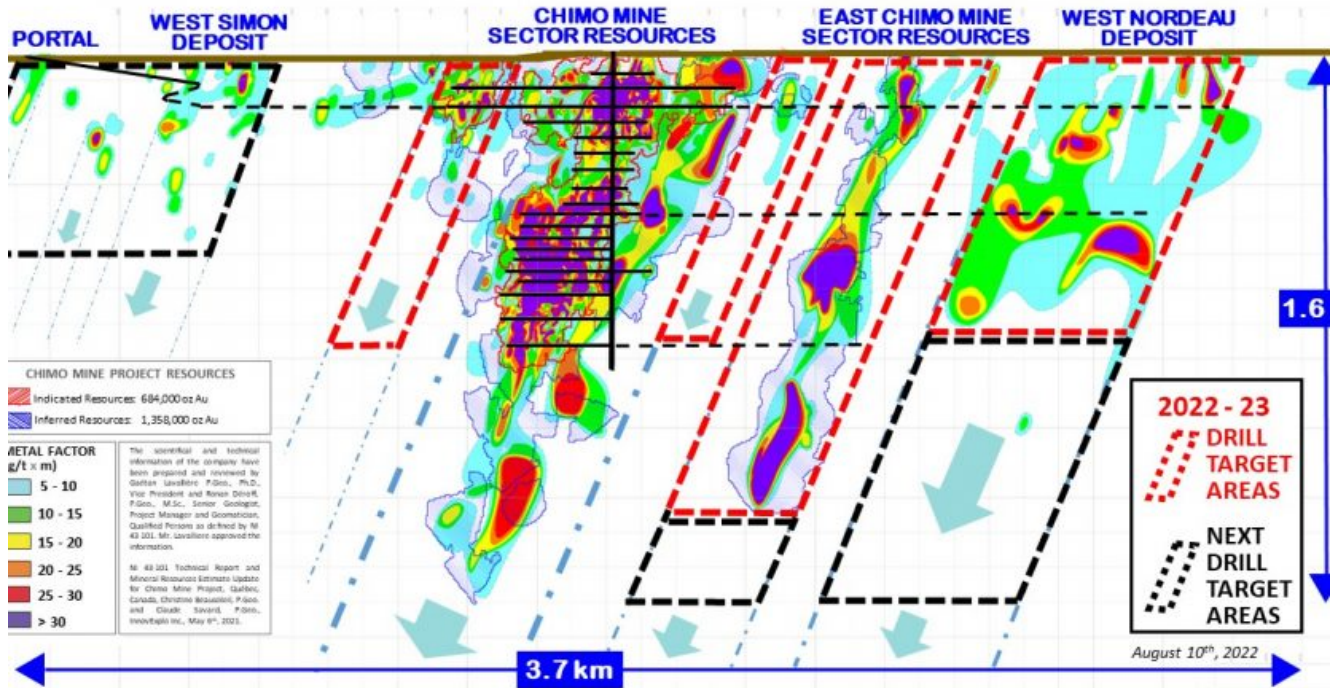 PORTAL
WEST SIMON
DEPOSIT
CHIMO MINE
SECTOR RESOURCES
EAST CHIMO MINE
SECTOR RESOURCES
WEST NORDEAU
DEPOSIT
1.6
CHIMO MINE PROJECT RESOURCES
Indicated Resources: 684,000 oz Au
Inferred Resources: 1,358,000 oz Au
METAL FACTOR
g/t x m)
5 - 10
10 - 15
15 - 20
20 - 25
25 - 30
> 30
The scientific and technical
information of the company have
been prepared and reviewed by
Gaétan Lavallière P.Geo., Ph.D.,
Vice President and Ronan Déroff,
P.Geo., M.Sc., Senior Geologist,
Project Manager and Geomatician,
Qualified Persons as defined by NI
43 101. Mr. Lavallière approved the
information.
NI 43-101 Technical Report and
Mineral Resources Estimate Update
for Chimo Mine Project, Québec,
Canada, Christine Beausoleil, P.Geo.
and Claude Savard, P.Geo.,
InnovExplo Inc., May 6th, 2021.
2022 - 23
DRILL
TARGET
AREAS
NEXT
DRILL
TARGET
AREAS
August 10th, 2022
3.7 km